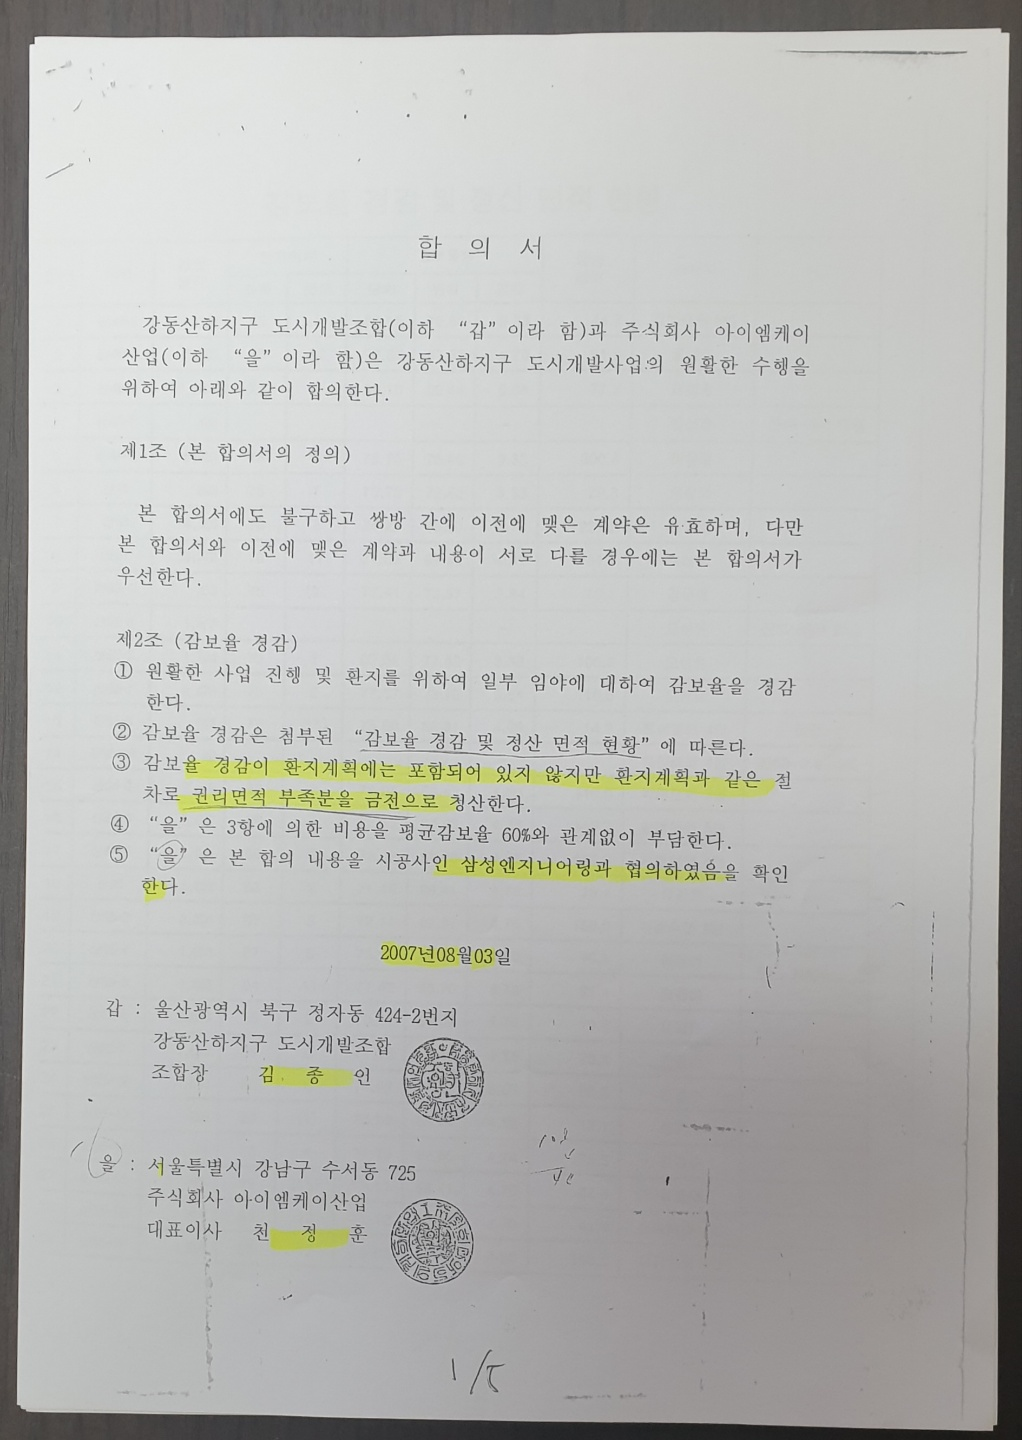 합 의 서
강동산하지구 도시개발조합(이하 “갑”이라 함)과 주식회사 아이엠케이
산업(이하 “을”이라 함)은 강동산하지구 도시개발사업의 원활한 수행을
위하여 아래와 같이 합의한다.
제1조 (본 합의서의 정의)
본 합의서에도 불구하고 쌍방 간에 이전에 맺은 계약은 유효하며, 다만
본 합의서와 이전에 맺은 계약과 내용이 서로 다를 경우에는 본 합의서가
우선한다.
제2조 (감보율 경감)
① 원활한 사업 진행 및 환지를 위하여 일부 임야에 대하여 감보율을 경감
한다.
② 감보율 경감은 첨부된 “감보율 경감 및 정산 면적 현황”에 따른다.
③ 감보율 경감이 환지계획에는 포함되어 있지 않지만 환지계획과 같은 절
차로 권리면적 부족분을 금전으로 청산한다.
④ “을”은 3항에 의한 비용을 평균감보율 60%와 관계없이 부담한다.
⑤ “을”은 본 합의 내용을 시공사인 삼성엔지니어링과 협의하였음을 확인
한다.
2007년08월03일
갑 : 울산광역시 북구 정자동 424-2번지
강동산하지구 도시개발조합
조합장 김 종 인
을 : 서울특별시 강남구 수서동 725
주식회사 아이엠케이산업
대표이사 천 정 훈
1/5